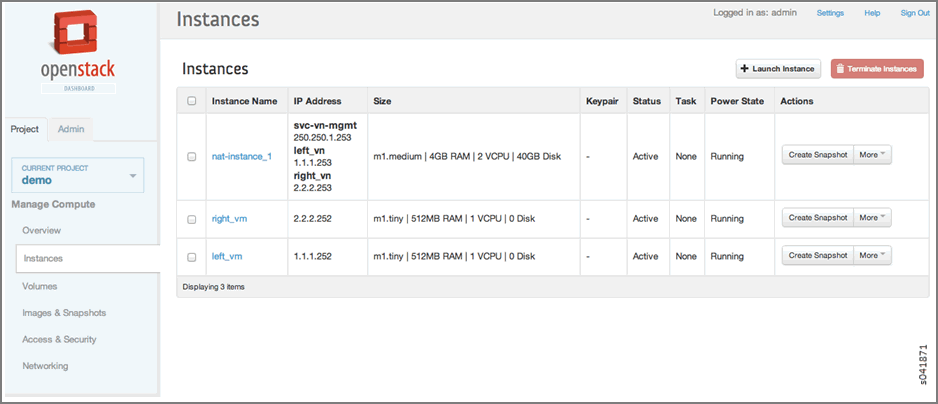 Instances
Logged in as: admin Settings Help Sign Out
openstack
DASHBOARD
Project Admin
CURRENT PROJECT
demo
Manage Compute
Overview
Instances
Volumes
Images & Snapshots
Access & Security
Networking
Instances
+ Launch Instance Terminate Instances
Instance Name IP Address Size Keypair Status Task Power State Actions
svc-vn-mgmt
250.250.1.253
left_vn
nat-instance_1 1.1.1.253 m1.medium | 4GB RAM | 2 VCPU | 40GB Disk - Active None Running Create Snapshot More
right_vn
2.2.2.253
right_vm 2.2.2.252 m1.tiny | 512MB RAM | 1 VCPU | 0 Disk - Active None Running Create Snapshot More
left_vm 1.1.1.252 m1.tiny | 512MB RAM | 1 VCPU | 0 Disk - Active None Running Create Snapshot More
Displaying 3 items
s041871